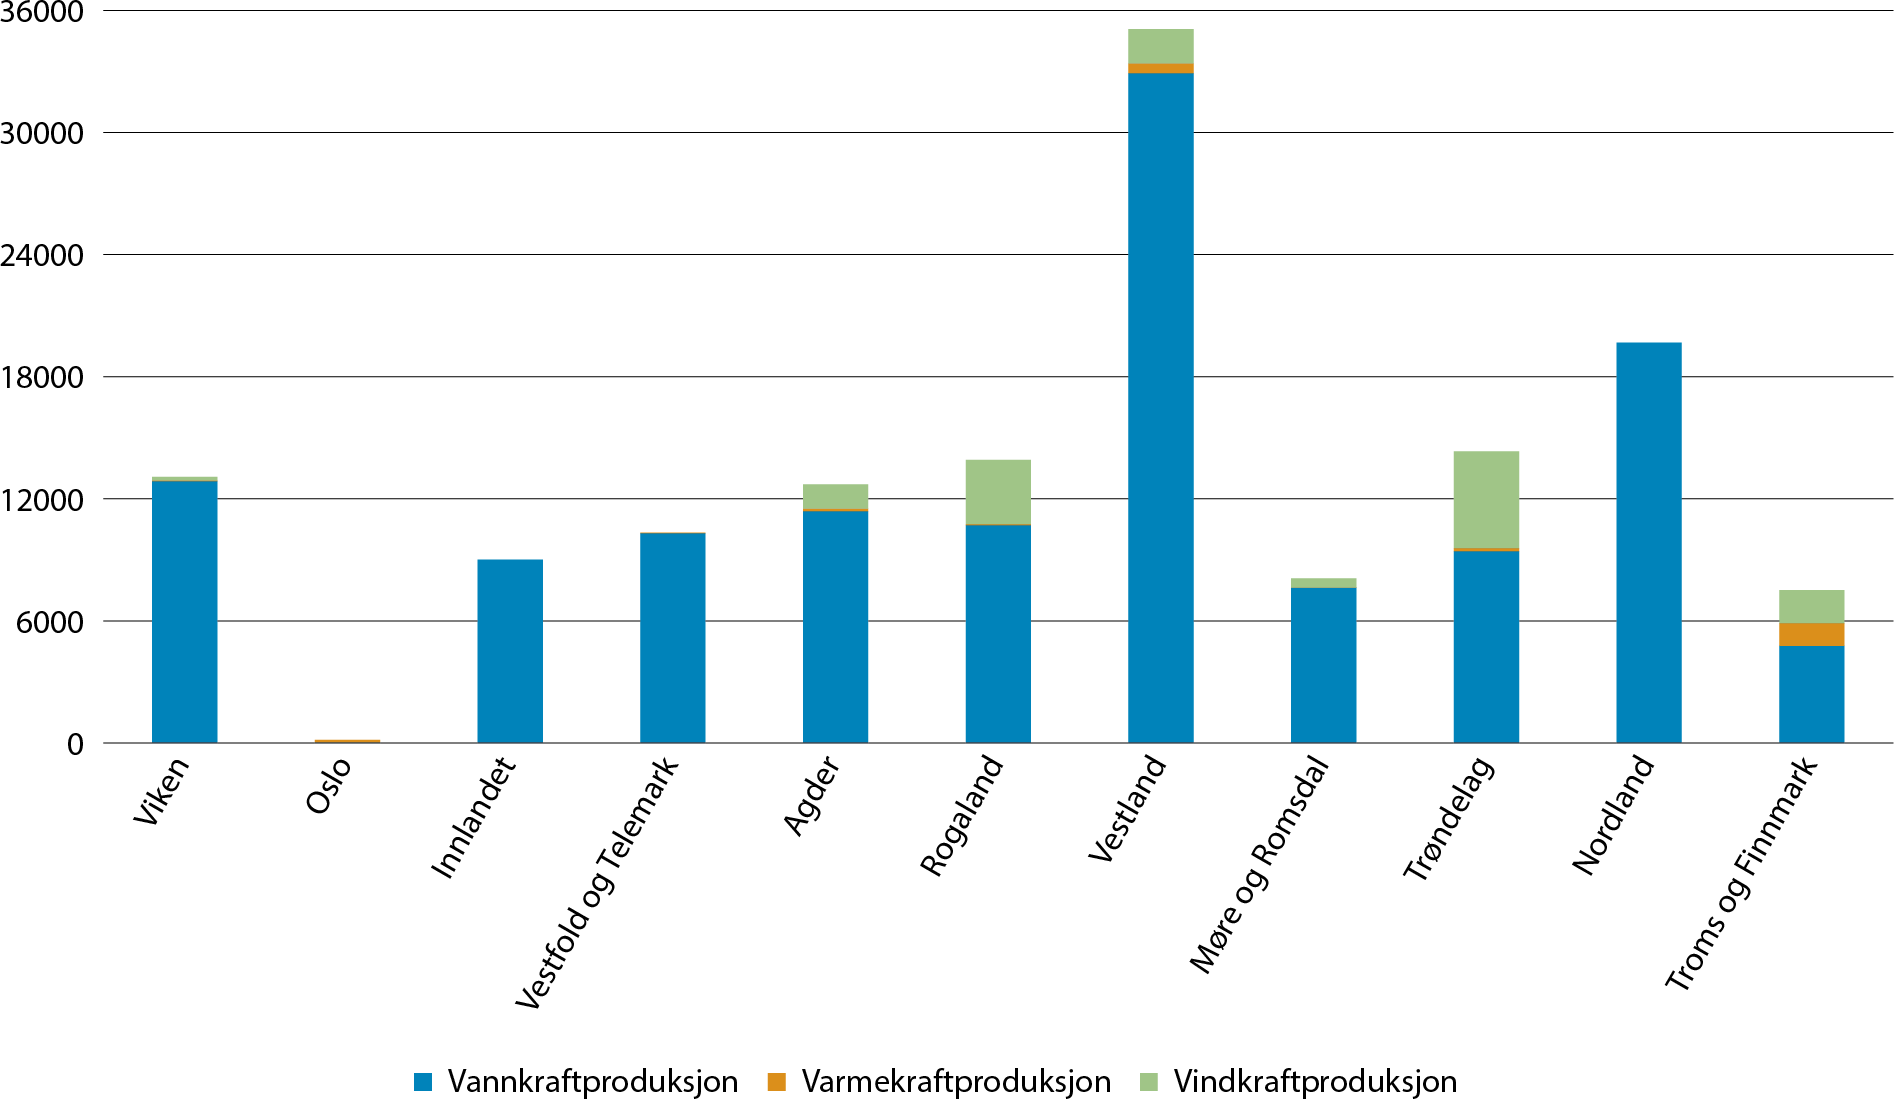 36000
30000
24000
18000
12000
6000
0
Viken
Oslo
Innlandet
Vestfold og Telemark
Agder
Rogaland
Vestland
Møre og Romsdal
Trøndelag
Nordland
Troms og Finnmark
Vannkraftproduksjon Varmekraftproduksjon Vindkraftproduksjon